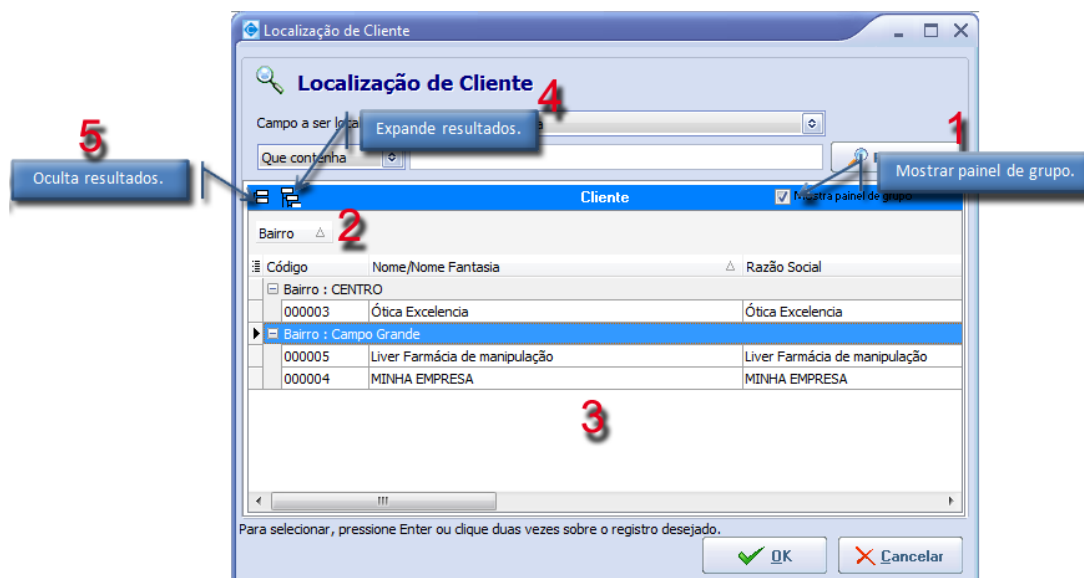 Localização de Cliente
Localização de Cliente
4
Campo a ser
Expande resultados.
1
5
Que contenha
Oculta resultados.
Mostrar painel de grupo.
Cliente
Mostra painel de grupo
Bairro
2
Código Nome/Nome Fantasia Razão Social
Bairro : CENTRO
000003 Ótica Excelencia Ótica Excelencia
Bairro : Campo Grande
000005 Liver Farmácia de manipulação Liver Farmácia de manipulação
000004 MINHA EMPRESA MINHA EMPRESA
3
Para selecionar, pressione Enter ou clique duas vezes sobre o registro desejado.
OK Cancelar